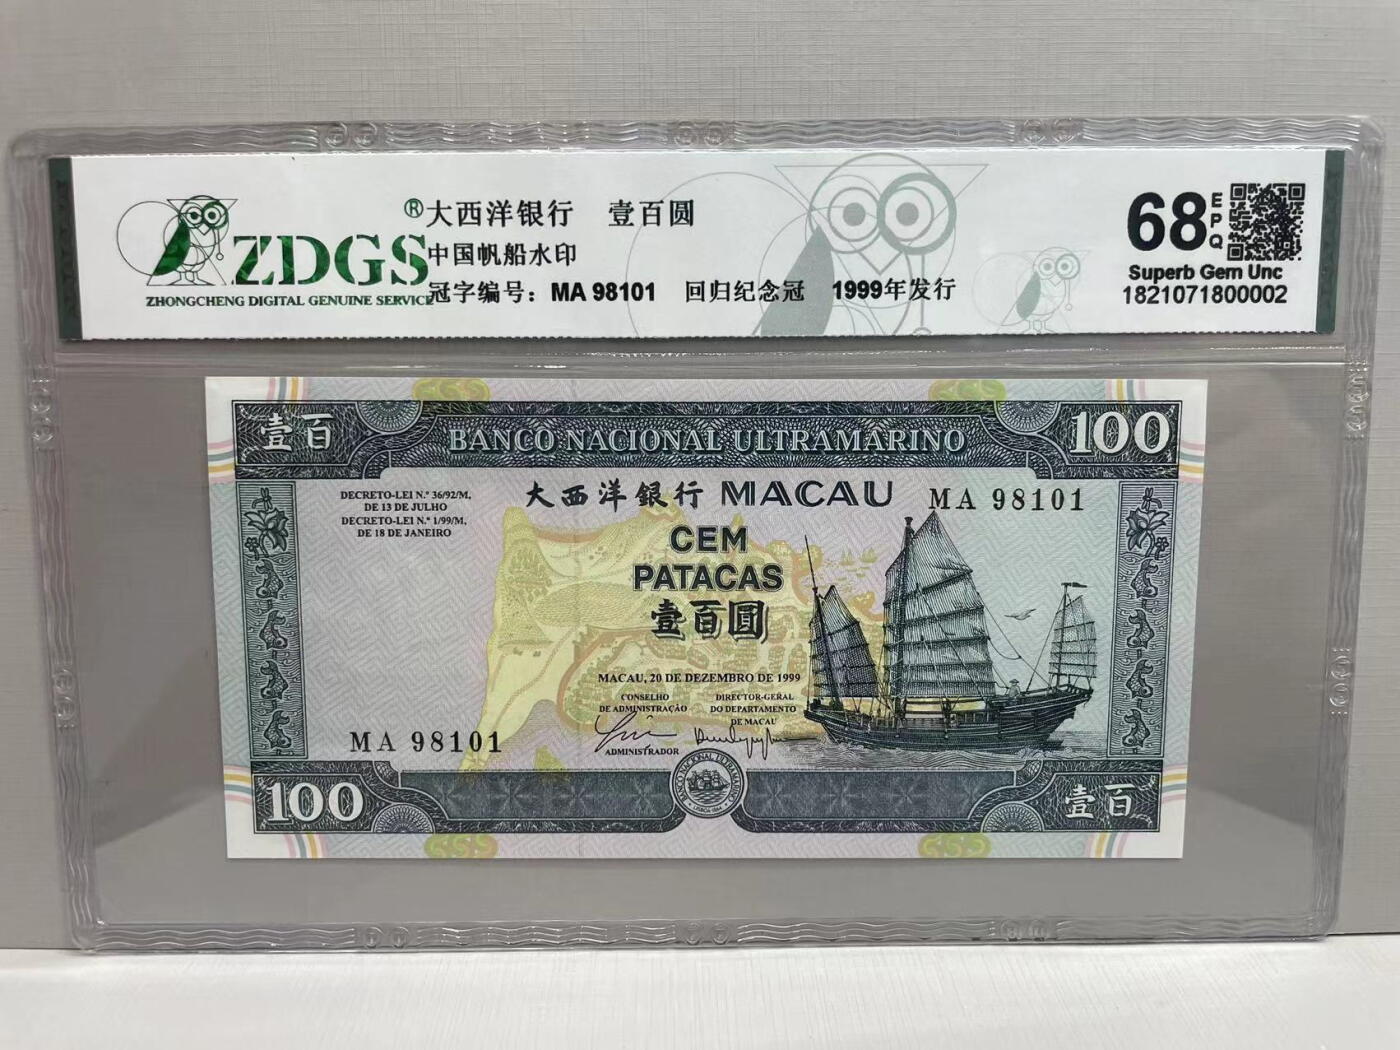 ZDGS®
ZHONGCHENG DIGITAL GENUINE SERVICE
大西洋银行 壹百圆
中国帆船水印
冠字编号：MA 98101 回归纪念冠 1999年发行
68 EPQ
Superb Gem Unc
1821071800002
壹百
BANCO NACIONAL ULTRAMARINO
100
DECRETO-LEI N.º 36/92/M,
DE 13 DE JULHO
DECRETO-LEI N.º 1/99/M,
DE 18 DE JANEIRO
大西洋銀行 MACAU
MA 98101
CEM
PATACAS
壹百圓
MACAU, 20 DE DEZEMBRO DE 1999
CONSELHO
DE ADMINISTRAÇÃO
ADMINISTRADOR
DIRECTOR-GERAL
DO DEPARTAMENTO
DE MACAU
MA 98101
100
BANCO NACIONAL ULTRAMARINO
壹百